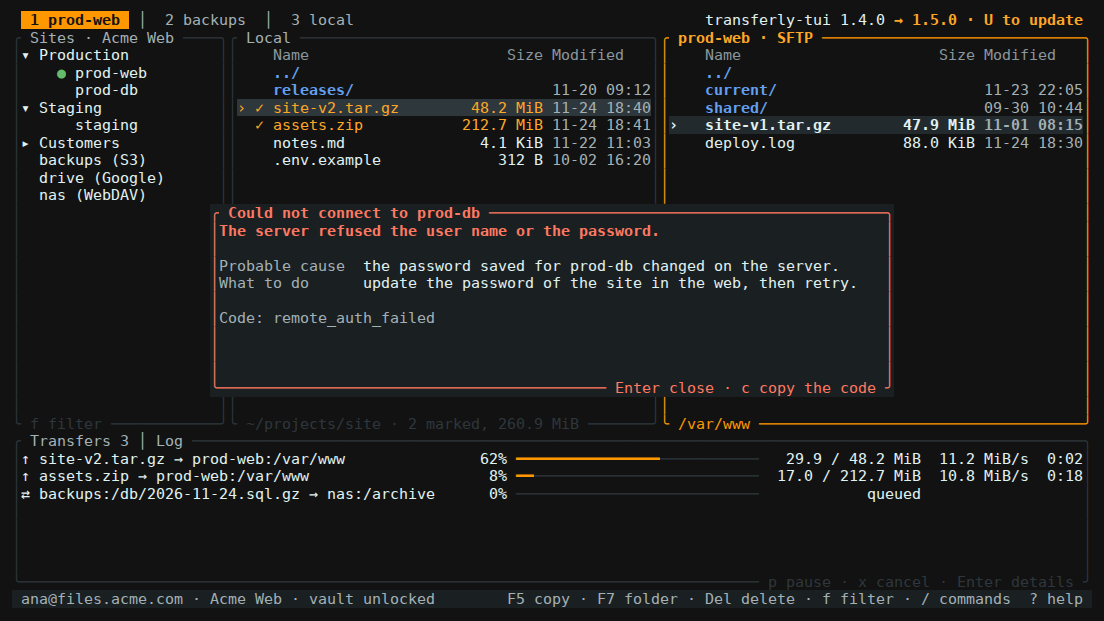 1 prod-web │ 2 backups │ 3 local transferly-tui 1.4.0 → 1.5.0 · U to update
Sites · Acme Web
▾ Production
● prod-web
prod-db
▾ Staging
staging
▸ Customers
backups (S3)
drive (Google)
nas (WebDAV)
Local
Name Size Modified
../
releases/ 11-20 09:12
› ✓ site-v2.tar.gz 48.2 MiB 11-24 18:40
✓ assets.zip 212.7 MiB 11-24 18:41
notes.md 4.1 KiB 11-22 11:03
.env.example 312 B 10-02 16:20
~/projects/site · 2 marked, 260.9 MiB
prod-web · SFTP
Name Size Modified
../
current/ 11-23 22:05
shared/ 09-30 10:44
› site-v1.tar.gz 47.9 MiB 11-01 08:15
deploy.log 88.0 KiB 11-24 18:30
/var/www
Could not connect to prod-db
The server refused the user name or the password.
Probable cause the password saved for prod-db changed on the server.
What to do update the password of the site in the web, then retry.
Code: remote_auth_failed
Enter close · c copy the code
f filter
Transfers 3 │ Log
↑ site-v2.tar.gz → prod-web:/var/www 62% 29.9 / 48.2 MiB 11.2 MiB/s 0:02
↑ assets.zip → prod-web:/var/www 8% 17.0 / 212.7 MiB 10.8 MiB/s 0:18
⇄ backups:/db/2026-11-24.sql.gz → nas:/archive 0% queued
p pause · x cancel · Enter details
ana@files.acme.com · Acme Web · vault unlocked F5 copy · F7 folder · Del delete · f filter · / commands ? help